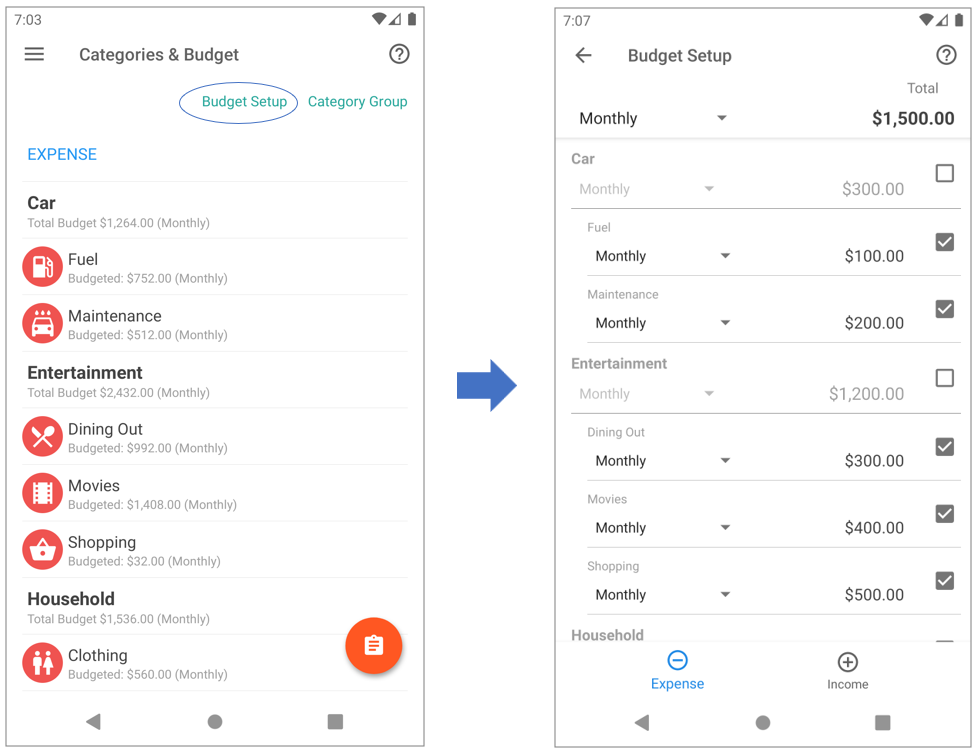 7:03
Categories & Budget
Budget Setup Category Group
EXPENSE
Car
Total Budget $1,264.00 (Monthly)
Fuel
Budgeted: $752.00 (Monthly)
Maintenance
Budgeted: $512.00 (Monthly)
Entertainment
Total Budget $2,432.00 (Monthly)
Dining Out
Budgeted: $992.00 (Monthly)
Movies
Budgeted: $1,408.00 (Monthly)
Shopping
Budgeted: $32.00 (Monthly)
Household
Total Budget $1,536.00 (Monthly)
Clothing
Budgeted: $560.00 (Monthly)
7:07
Budget Setup
Total
Monthly $1,500.00
Car
Monthly $300.00
Fuel
Monthly $100.00
Maintenance
Monthly $200.00
Entertainment
Monthly $1,200.00
Dining Out
Monthly $300.00
Movies
Monthly $400.00
Shopping
Monthly $500.00
Household
Expense Income